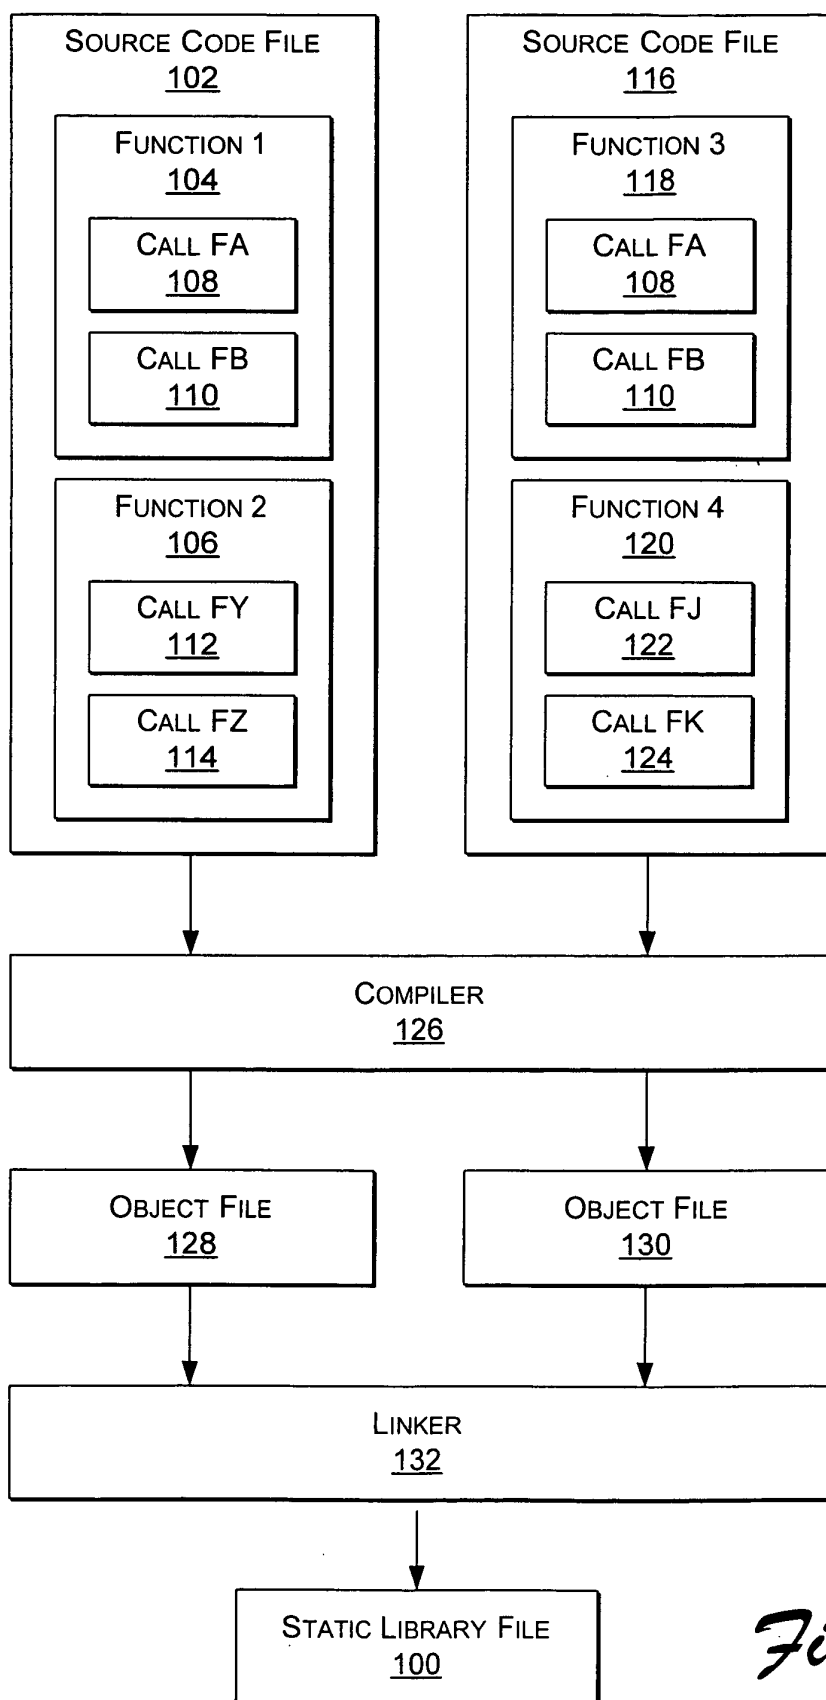 SOURCE CODE FILE
102
FUNCTION 1
104
CALL FA
108
CALL FB
110
FUNCTION 2
106
CALL FY
112
CALL FZ
114
SOURCE CODE FILE
116
FUNCTION 3
118
CALL FA
108
CALL FB
110
FUNCTION 4
120
CALL FJ
122
CALL FK
124
COMPILER
126
OBJECT FILE
128
OBJECT FILE
130
LINKER
132
STATIC LIBRARY FILE
100